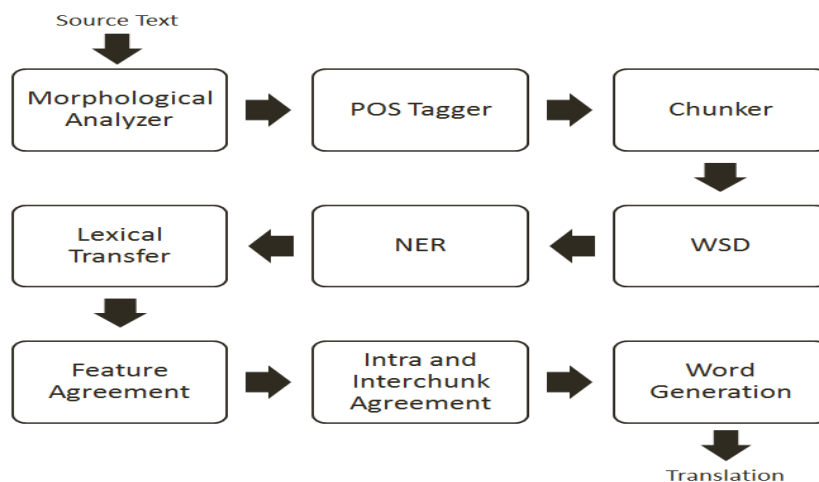 Source Text
Morphological
Analyzer
POS Tagger
Chunker
WSD
NER
Lexical
Transfer
Feature
Agreement
Intra and
Interchunk
Agreement
Word
Generation
Translation